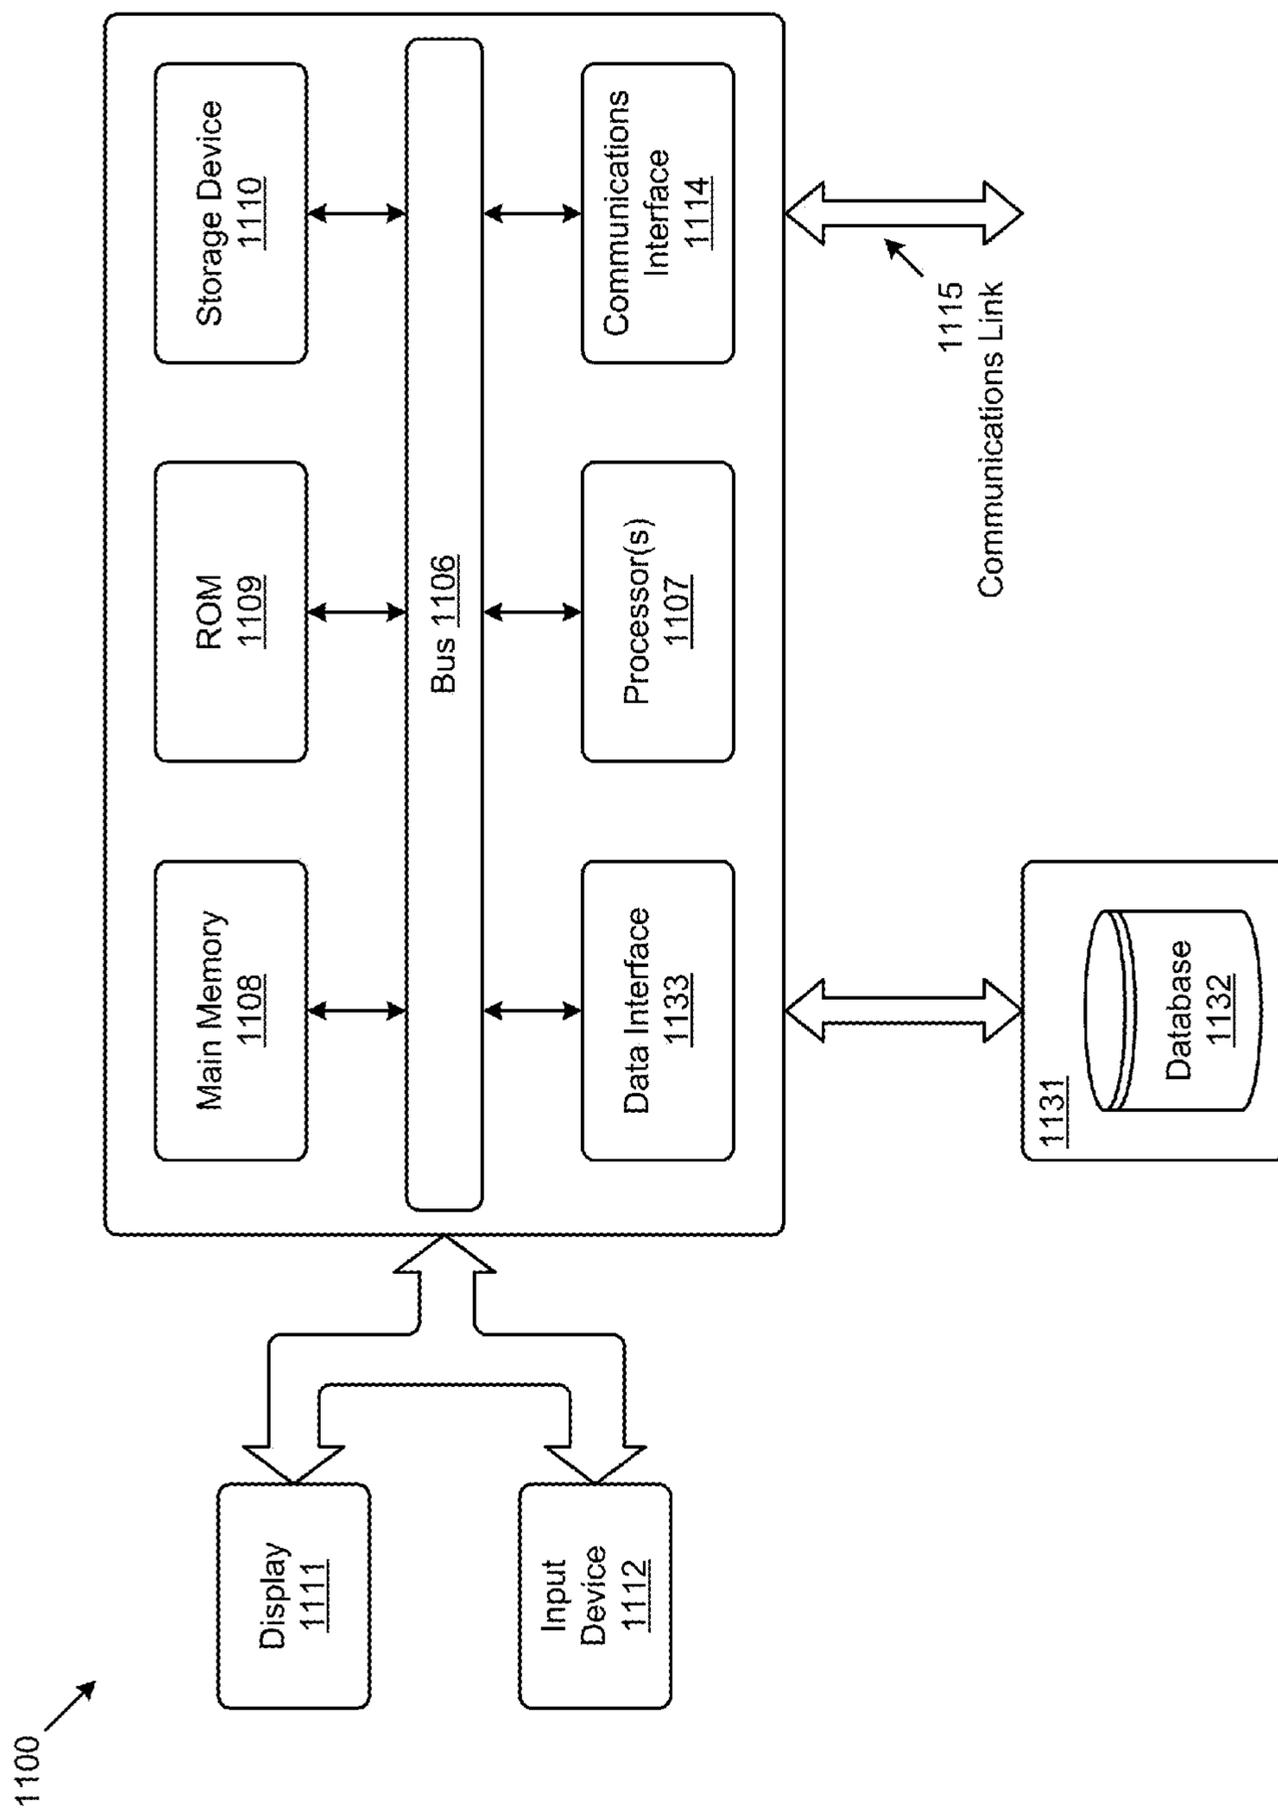 1100
Display
1111
Input
Device
1112
Main Memory
1108
ROM
1109
Storage Device
1110
Bus 1106
Data Interface
1133
Processor(s)
1107
Communications
Interface
1114
1115
Communications Link
1131
Database
1132